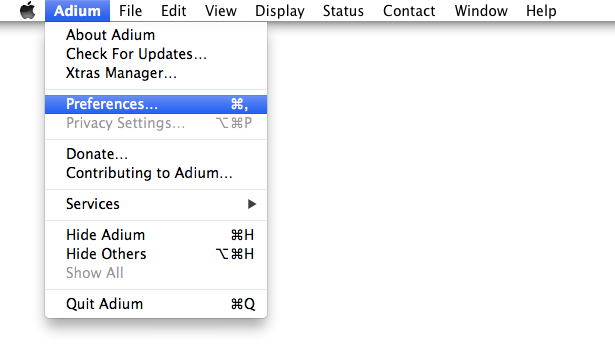 Adium File Edit View Display Status Contact Window Help
About Adium
Check For Updates...
Xtras Manager...
Preferences... ⌘,
Privacy Settings... ⌥⌘P
Donate...
Contributing to Adium...
Services ▶
Hide Adium ⌘H
Hide Others ⌥⌘H
Show All
Quit Adium ⌘Q